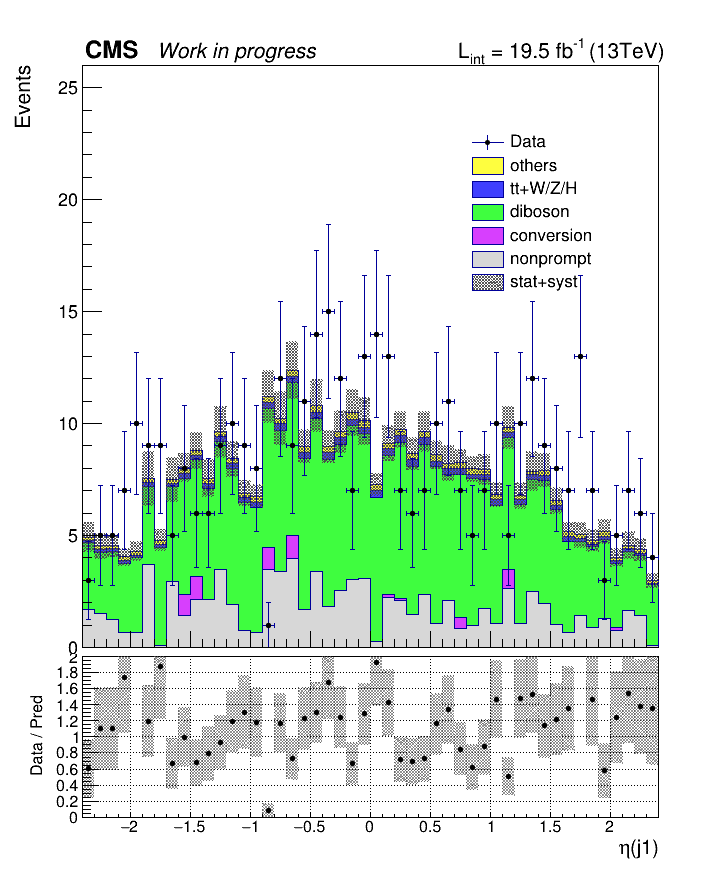 CMS Work in progress L_int = 19.5 fb^-1 (13TeV)
Events
25
20
15
10
5
0
Data
others
tt+W/Z/H
diboson
conversion
nonprompt
stat+syst
Data / Pred
2
1.8
1.6
1.4
1.2
1
0.8
0.6
0.4
0.2
0
−2 −1.5 −1 −0.5 0 0.5 1 1.5 2
η(j1)